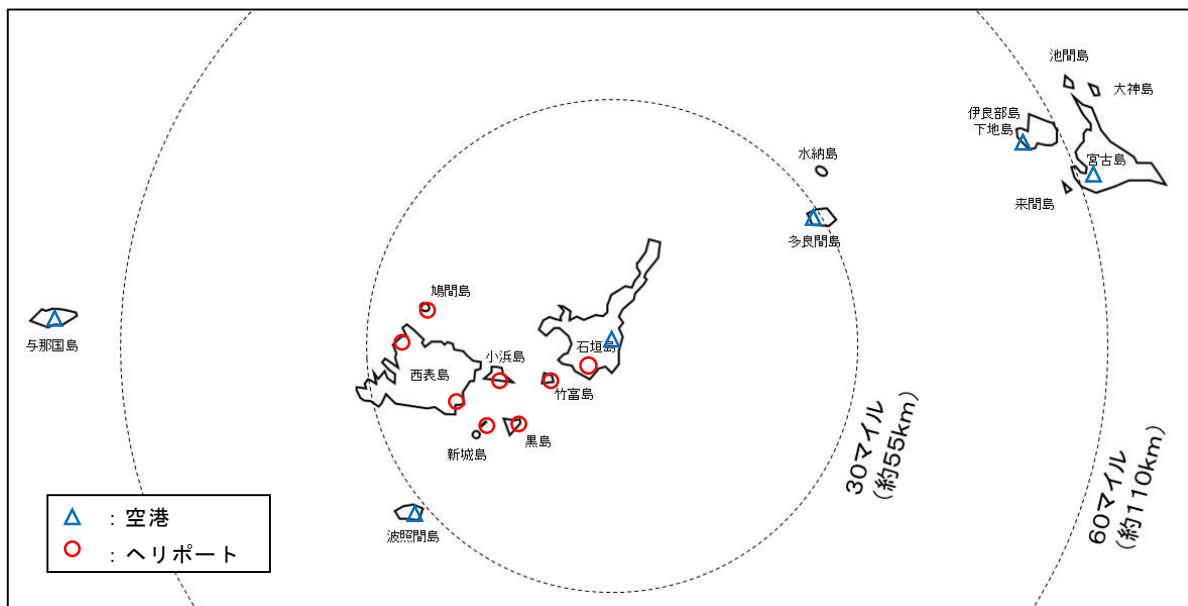 池間島
大神島
伊良部島
下地島
宮古島
水納島
来間島
多良間島
鳩間島
与那国島
石垣島
小浜島
西表島
竹富島
新城島
黒島
波照間島
30マイル
(約55km)
60マイル
(約110km)
：空港
：ヘリポート